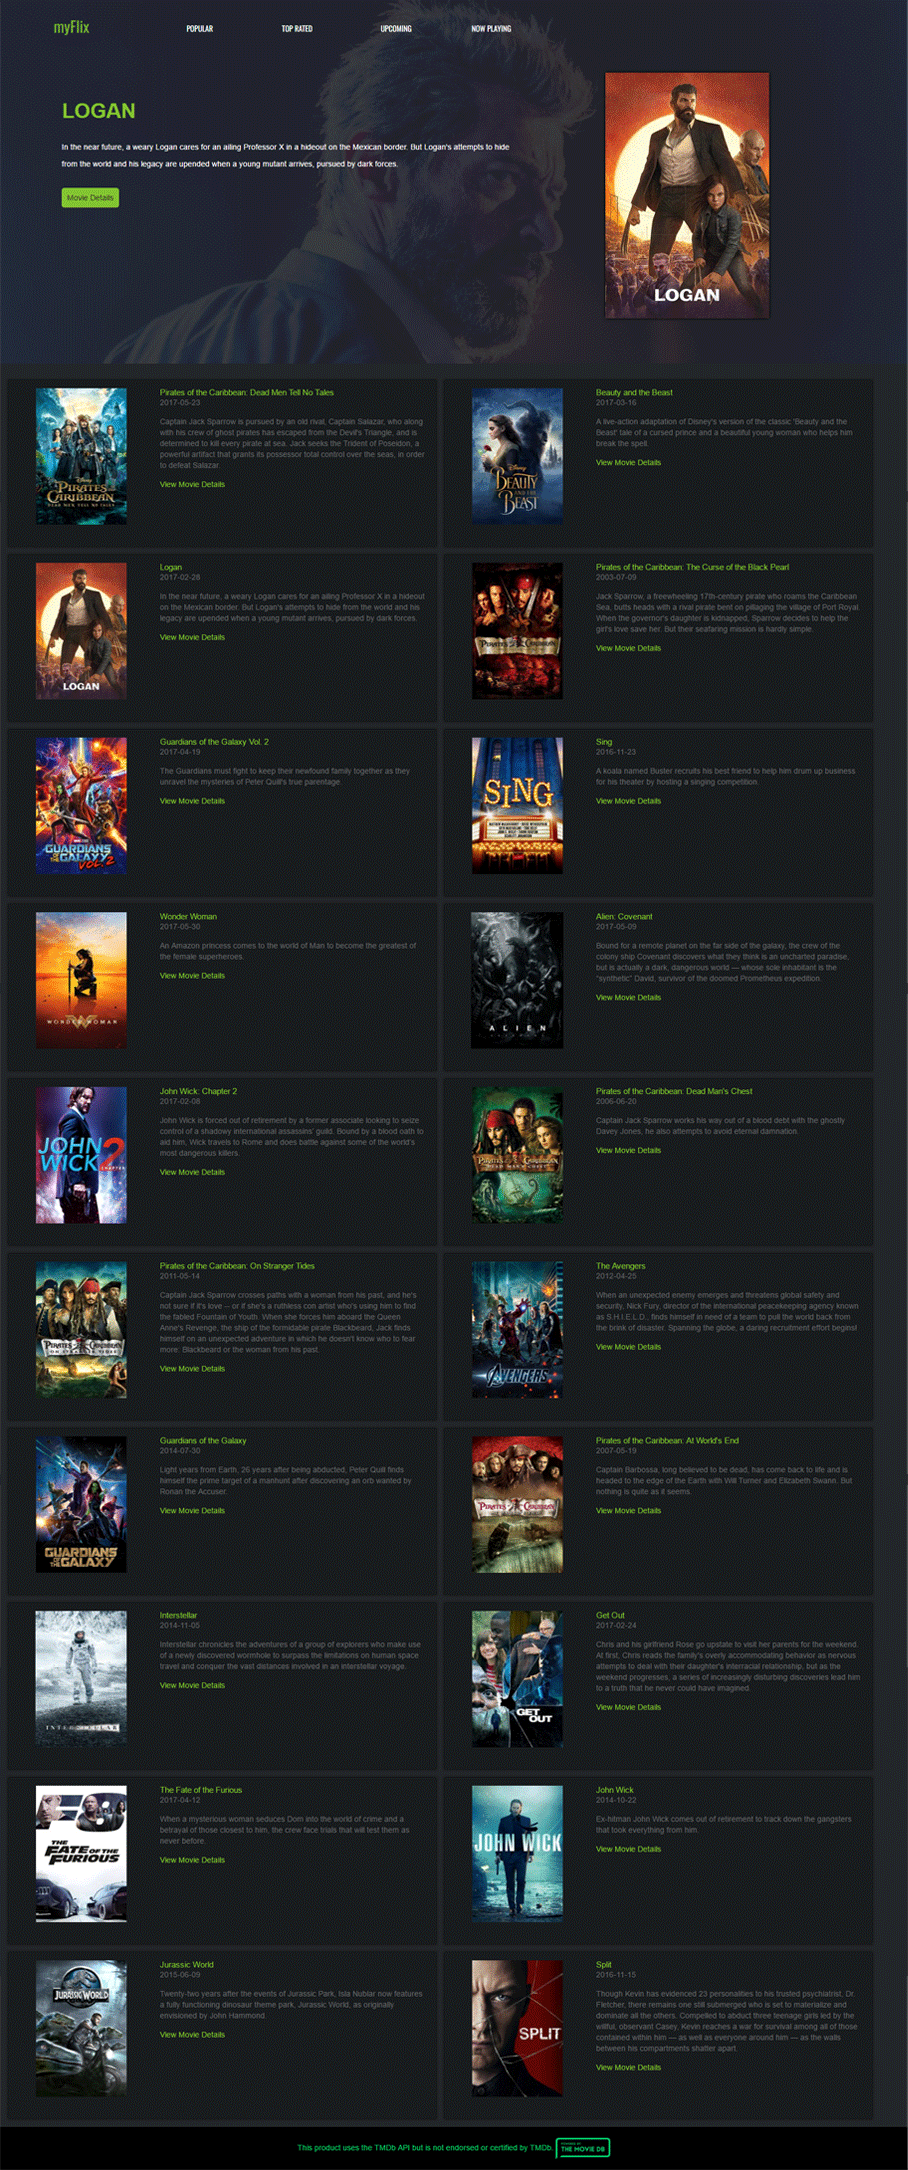 myFlix
POPULAR
TOP RATED
UPCOMING
NOW PLAYING
LOGAN
In the near future, a weary Logan cares for an ailing Professor X in a hideout on the Mexican border. But Logan's attempts to hide
from the world and his legacy are upended when a young mutant arrives, pursued by dark forces.
Movie Details
LOGAN
Pirates of the Caribbean: Dead Men Tell No Tales
2017-05-23
Captain Jack Sparrow is pursued by an old rival, Captain Salazar, who along
with his crew of ghost pirates has escaped from the Devil's Triangle, and is
determined to kill every pirate at sea. Jack seeks the Trident of Poseidon, a
powerful artifact that grants its possessor total control over the seas, in order
to defeat Salazar.
View Movie Details
Disney
PIRATES
CARIBBEAN
DEAD MEN TELL NO TALES
Beauty and the Beast
2017-03-16
A live-action adaptation of Disney's version of the classic 'Beauty and the
Beast' tale of a cursed prince and a beautiful young woman who helps him
break the spell.
View Movie Details
Disney
BEAUTY
AND THE
BEAST
Logan
2017-02-28
In the near future, a weary Logan cares for an ailing Professor X in a hideout
on the Mexican border. But Logan's attempts to hide from the world and his
legacy are upended when a young mutant arrives, pursued by dark forces.
View Movie Details
LOGAN
Pirates of the Caribbean: The Curse of the Black Pearl
2003-07-09
Jack Sparrow, a freewheeling 17th-century pirate who roams the Caribbean
Sea, butts heads with a rival pirate bent on pillaging the village of Port Royal.
When the governor's daughter is kidnapped, Sparrow decides to help the
girl's love save her. But their seafaring mission is hardly simple.
View Movie Details
PIRATES CARIBBEAN
Guardians of the Galaxy Vol. 2
2017-04-19
The Guardians must fight to keep their newfound family together as they
unravel the mysteries of Peter Quill's true parentage.
View Movie Details
GUARDIANS
OF THE GALAXY
VOL. 2
Sing
2016-11-23
A koala named Buster recruits his best friend to help him drum up business
for his theater by hosting a singing competition.
View Movie Details
SING
Wonder Woman
2017-05-30
An Amazon princess comes to the world of Man to become the greatest of
the female superheroes.
View Movie Details
WONDER WOMAN
Alien: Covenant
2017-05-09
Bound for a remote planet on the far side of the galaxy, the crew of the
colony ship Covenant discovers what they think is an uncharted paradise,
but is actually a dark, dangerous world — whose sole inhabitant is the
"synthetic" David, survivor of the doomed Prometheus expedition.
View Movie Details
ALIEN
John Wick: Chapter 2
2017-02-08
John Wick is forced out of retirement by a former associate looking to seize
control of a shadowy international assassins' guild. Bound by a blood oath to
aid him, Wick travels to Rome and does battle against some of the world's
most dangerous killers.
View Movie Details
JOHN
WICK 2
CHAPTER
Pirates of the Caribbean: Dead Man's Chest
2006-06-20
Captain Jack Sparrow works his way out of a blood debt with the ghostly
Davey Jones, he also attempts to avoid eternal damnation.
View Movie Details
PIRATES CARIBBEAN
DEAD MAN'S CHEST
Pirates of the Caribbean: On Stranger Tides
2011-05-14
Captain Jack Sparrow crosses paths with a woman from his past, and he's
not sure if it's love -- or if she's a ruthless con artist who's using him to find
the fabled Fountain of Youth. When she forces him aboard the Queen
Anne's Revenge, the ship of the formidable pirate Blackbeard, Jack finds
himself on an unexpected adventure in which he doesn't know who to fear
more: Blackbeard or the woman from his past.
View Movie Details
PIRATES CARIBBEAN
ON STRANGER TIDES
The Avengers
2012-04-25
When an unexpected enemy emerges and threatens global safety and
security, Nick Fury, director of the international peacekeeping agency known
as S.H.I.E.L.D., finds himself in need of a team to pull the world back from
the brink of disaster. Spanning the globe, a daring recruitment effort begins!
View Movie Details
AVENGERS
Guardians of the Galaxy
2014-07-30
Light years from Earth, 26 years after being abducted, Peter Quill finds
himself the prime target of a manhunt after discovering an orb wanted by
Ronan the Accuser.
View Movie Details
GUARDIANS
OF THE GALAXY
Pirates of the Caribbean: At World's End
2007-05-19
Captain Barbossa, long believed to be dead, has come back to life and is
headed to the edge of the Earth with Will Turner and Elizabeth Swann. But
nothing is quite as it seems.
View Movie Details
PIRATES CARIBBEAN
Interstellar
2014-11-05
Interstellar chronicles the adventures of a group of explorers who make use
of a newly discovered wormhole to surpass the limitations on human space
travel and conquer the vast distances involved in an interstellar voyage.
View Movie Details
INTERSTELLAR
Get Out
2017-02-24
Chris and his girlfriend Rose go upstate to visit her parents for the weekend.
At first, Chris reads the family's overly accommodating behavior as nervous
attempts to deal with their daughter's interracial relationship, but as the
weekend progresses, a series of increasingly disturbing discoveries lead him
to a truth that he never could have imagined.
View Movie Details
GET
OUT
The Fate of the Furious
2017-04-12
When a mysterious woman seduces Dom into the world of crime and a
betrayal of those closest to him, the crew face trials that will test them as
never before.
View Movie Details
THE
FATE OF THE
FURIOUS
John Wick
2014-10-22
Ex-hitman John Wick comes out of retirement to track down the gangsters
that took everything from him.
View Movie Details
JOHN WICK
Jurassic World
2015-06-09
Twenty-two years after the events of Jurassic Park, Isla Nublar now features
a fully functioning dinosaur theme park, Jurassic World, as originally
envisioned by John Hammond.
View Movie Details
JURASSIC WORLD
Split
2016-11-15
Though Kevin has evidenced 23 personalities to his trusted psychiatrist, Dr.
Fletcher, there remains one still submerged who is set to materialize and
dominate all the others. Compelled to abduct three teenage girls led by the
willful, observant Casey, Kevin reaches a war for survival among all of those
contained within him — as well as everyone around him — as the walls
between his compartments shatter apart.
View Movie Details
SPLIT
This product uses the TMDb API but is not endorsed or certified by TMDb.
POWERED BY
THE MOVIE DB